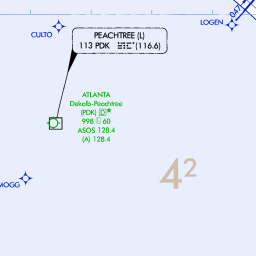 CULTO
LOGEN
047
PEACHTREE (L)
113 PDK (116.6)
ATLANTA
Dekalb-Peachtree
(PDK) D*
998 60
ASOS 128.4
(A) 128.4
MOGG
4²